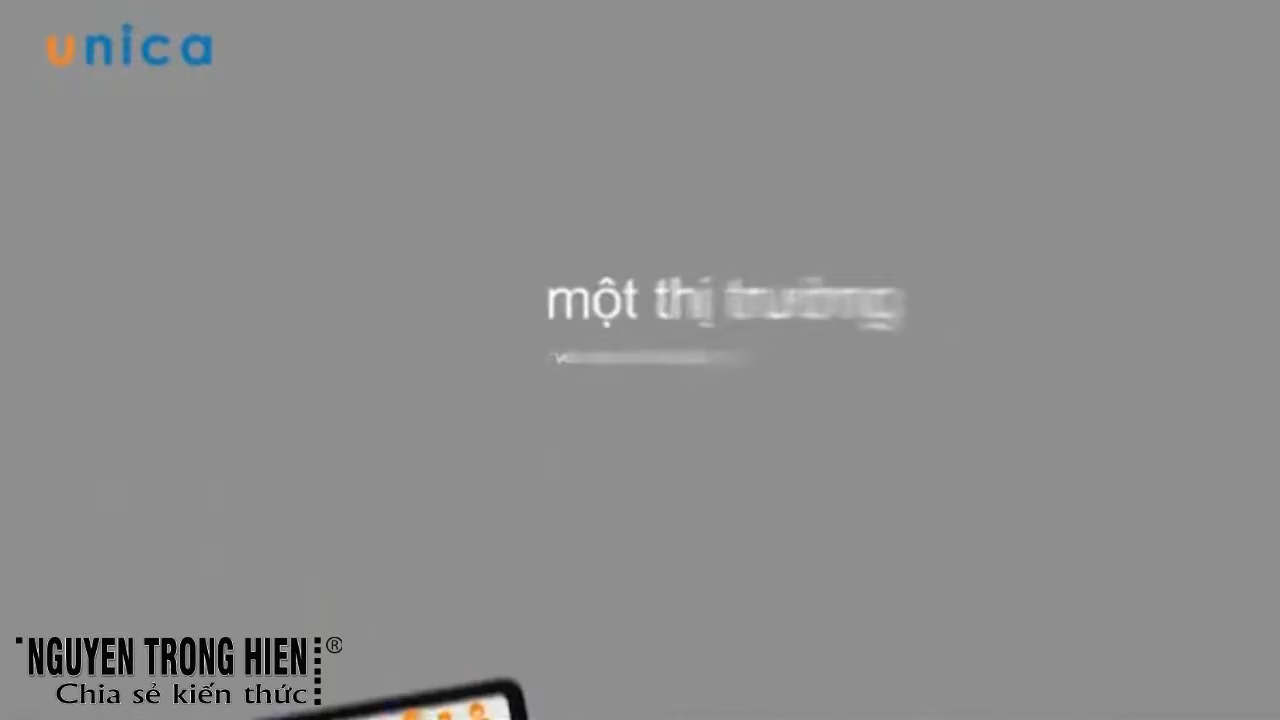 unica
một thị trường
NGUYEN TRONG HIEN ®
Chia sẻ kiến thức